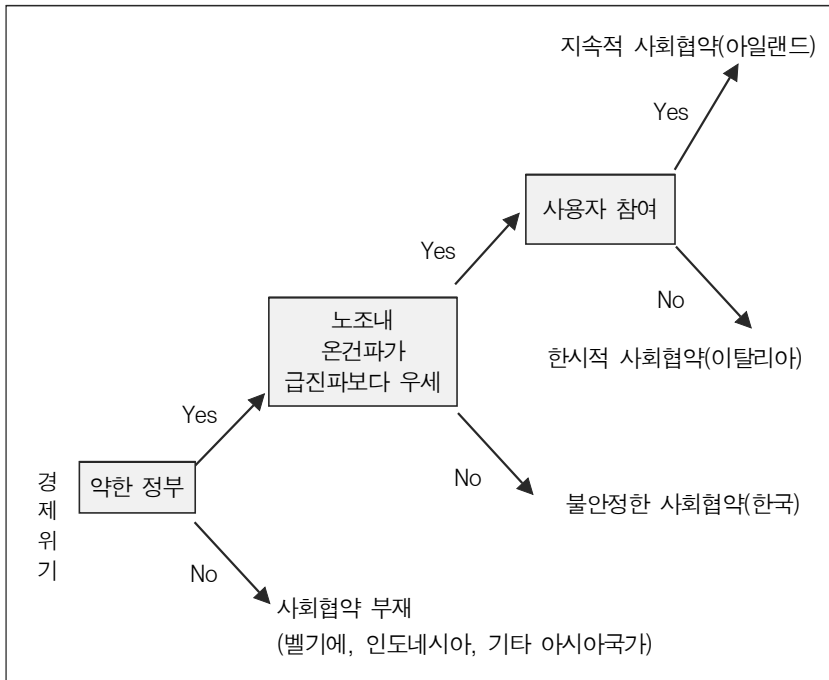 지속적 사회협약(아일랜드)
Yes
사용자 참여
Yes
No
노조내
온건파가
급진파보다 우세
한시적 사회협약(이탈리아)
Yes
No
경
제
위
기
약한 정부
불안정한 사회협약(한국)
No
사회협약 부재
(벨기에, 인도네시아, 기타 아시아국가)